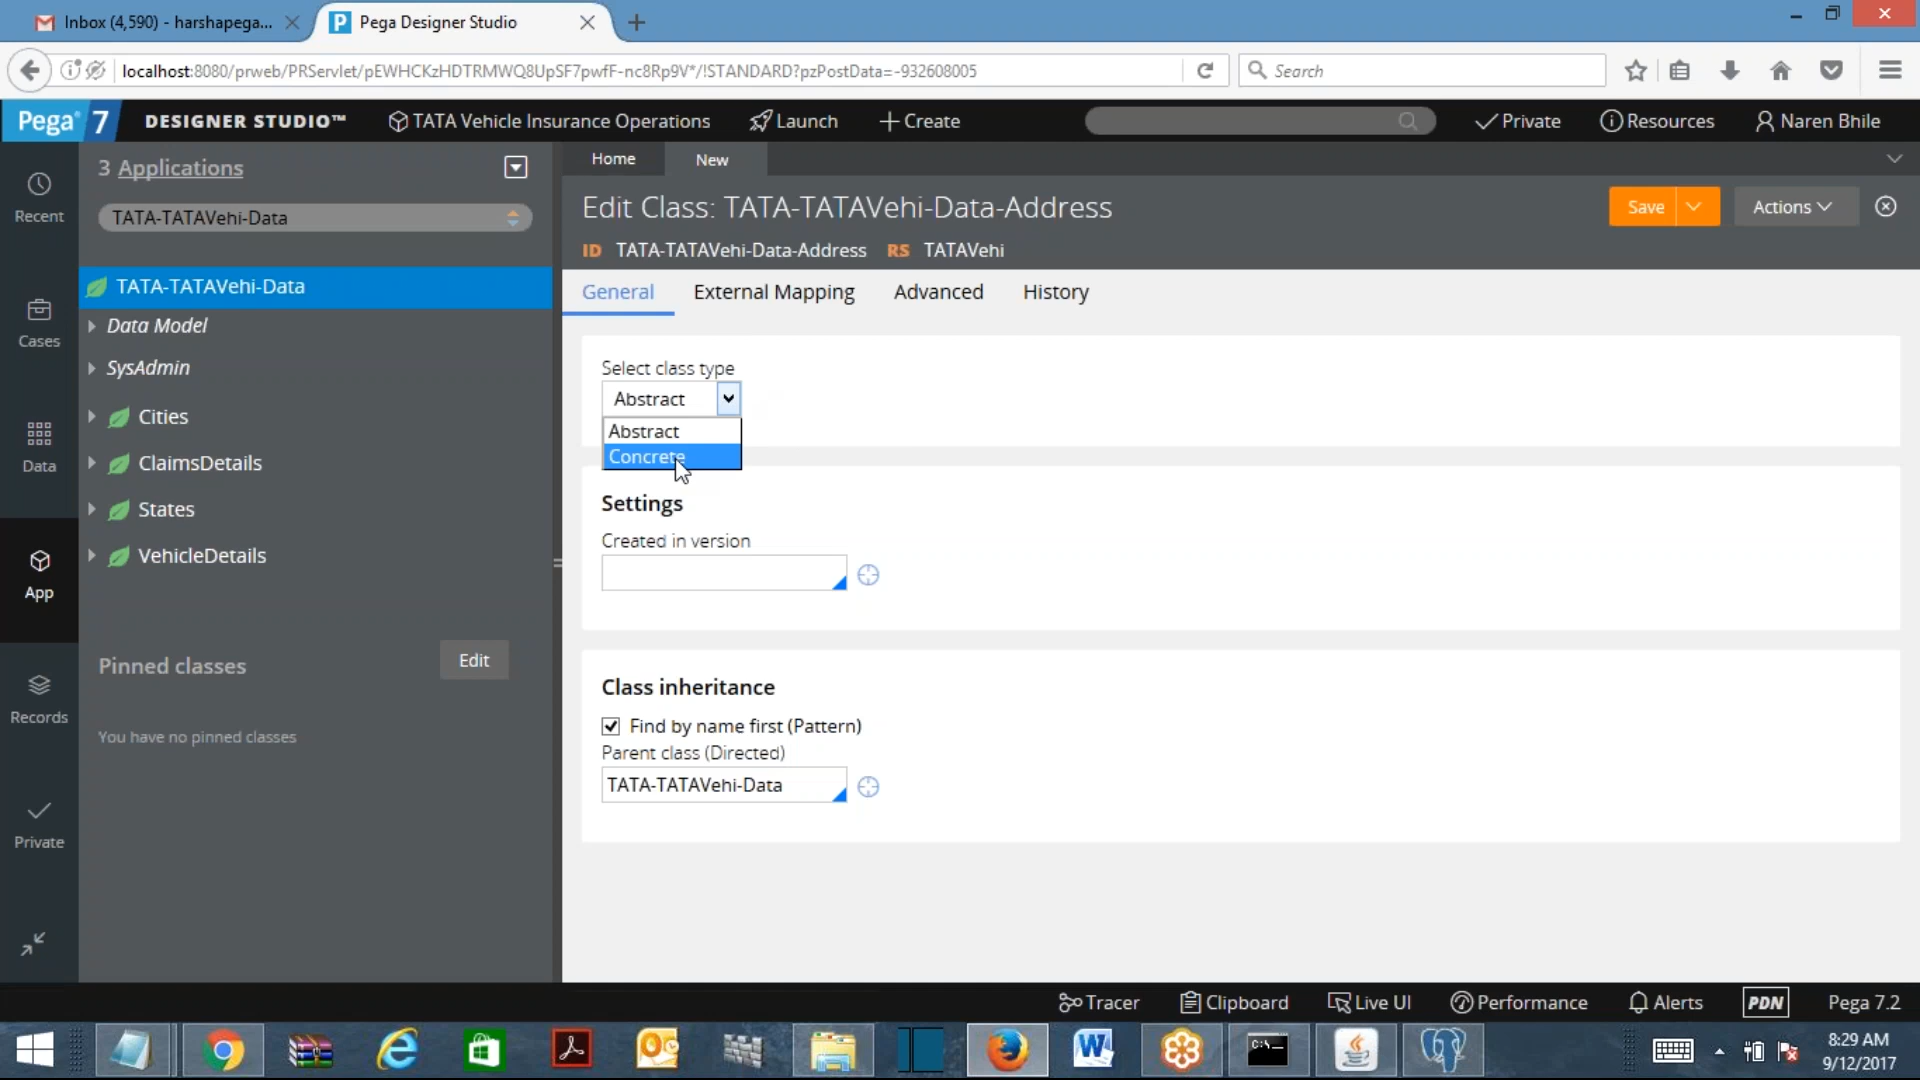 Inbox (4,590) - harshapega...
Pega Designer Studio
localhost:8080/prweb/PRServlet/pEWHCKzHDTRMWQ8UpSF7pwfF-nc8Rp9V*/!STANDARD?pzPostData=-932608005
Search
Pega 7
DESIGNER STUDIO™
TATA Vehicle Insurance Operations
Launch
Create
Private
Resources
Naren Bhile
Recent
Cases
Data
App
Records
Private
3 Applications
TATA-TATAVehi-Data
TATA-TATAVehi-Data
Data Model
SysAdmin
Cities
ClaimsDetails
States
VehicleDetails
Pinned classes
Edit
You have no pinned classes
Home
New
Edit Class: TATA-TATAVehi-Data-Address
Save
Actions
ID TATA-TATAVehi-Data-Address RS TATAVehi
General
External Mapping
Advanced
History
Select class type
Abstract
Abstract
Concrete
Settings
Created in version
Class inheritance
Find by name first (Pattern)
Parent class (Directed)
TATA-TATAVehi-Data
Tracer
Clipboard
Live UI
Performance
Alerts
PDN
Pega 7.2
8:29 AM
9/12/2017